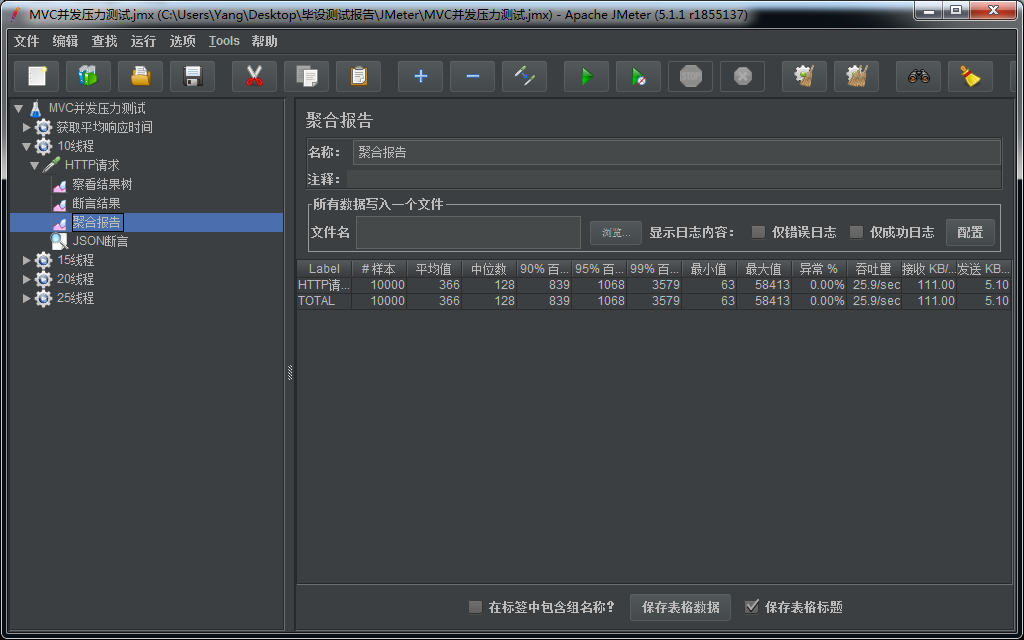 MVC并发压力测试.jmx (C:\Users\Yang\Desktop\毕设测试报告\JMeter\MVC并发压力测试.jmx) - Apache JMeter (5.1.1 r1855137)
文件 编辑 查找 运行 选项 Tools 帮助
STOP
MVC并发压力测试
获取平均响应时间
10线程
HTTP请求
察看结果树
断言结果
聚合报告
JSON断言
15线程
20线程
25线程
聚合报告
名称： 聚合报告
注释：
所有数据写入一个文件
文件名 浏览... 显示日志内容： 仅错误日志 仅成功日志 配置
Label # 样本 平均值 中位数 90% 百... 95% 百... 99% 百... 最小值 最大值 异常 % 吞吐量 接收 KB/... 发送 KB...
HTTP请... 10000 366 128 839 1068 3579 63 58413 0.00% 25.9/sec 111.00 5.10
TOTAL 10000 366 128 839 1068 3579 63 58413 0.00% 25.9/sec 111.00 5.10
在标签中包含组名称? 保存表格数据 保存表格标题